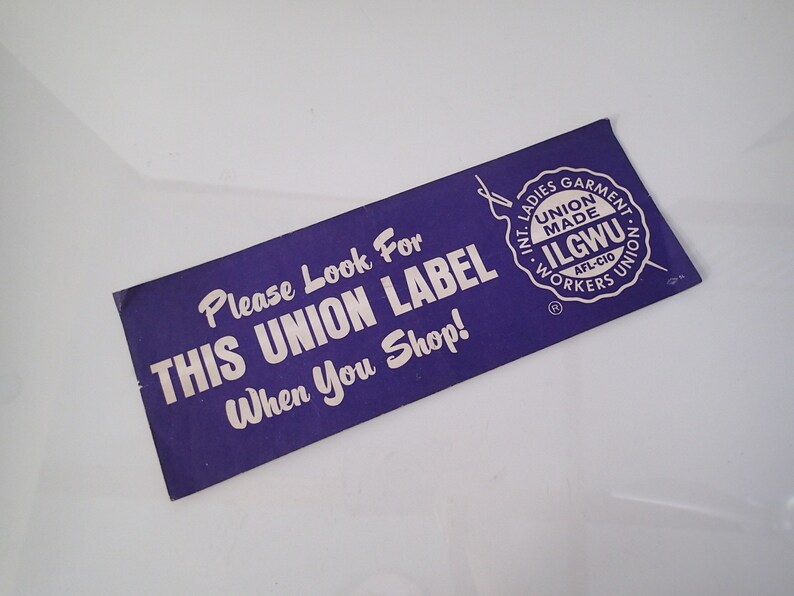 Please Look For
THIS UNION LABEL
When You Shop!
INT. LADIES GARMENT
WORKERS UNION
UNION
MADE
ILGWU
AFL-CIO
®